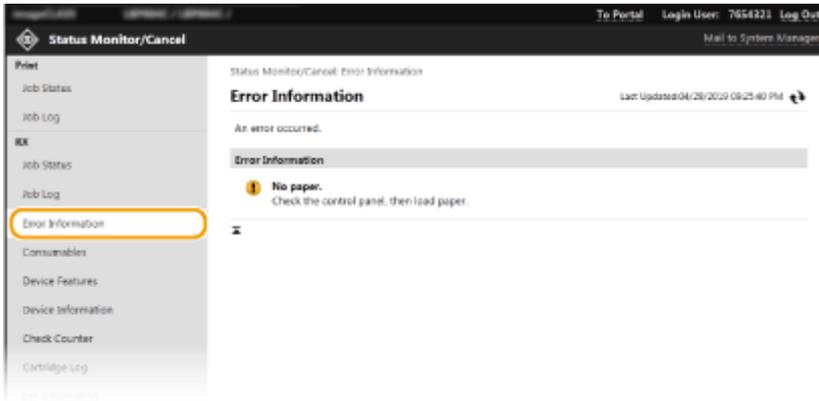 To Portal Login User: 7654321 Log Out
Status Monitor/Cancel
Mail to System Manager
Print
Job Status
Job Log
RX
Job Status
Job Log
Error Information
Consumables
Device Features
Device Information
Check Counter
Cartridge Log
Status Monitor/Cancel: Error Information
Error Information
Last Updated:04/29/2019 09:25:40 PM
An error occurred.
Error Information
No paper.
Check the control panel, then load paper.